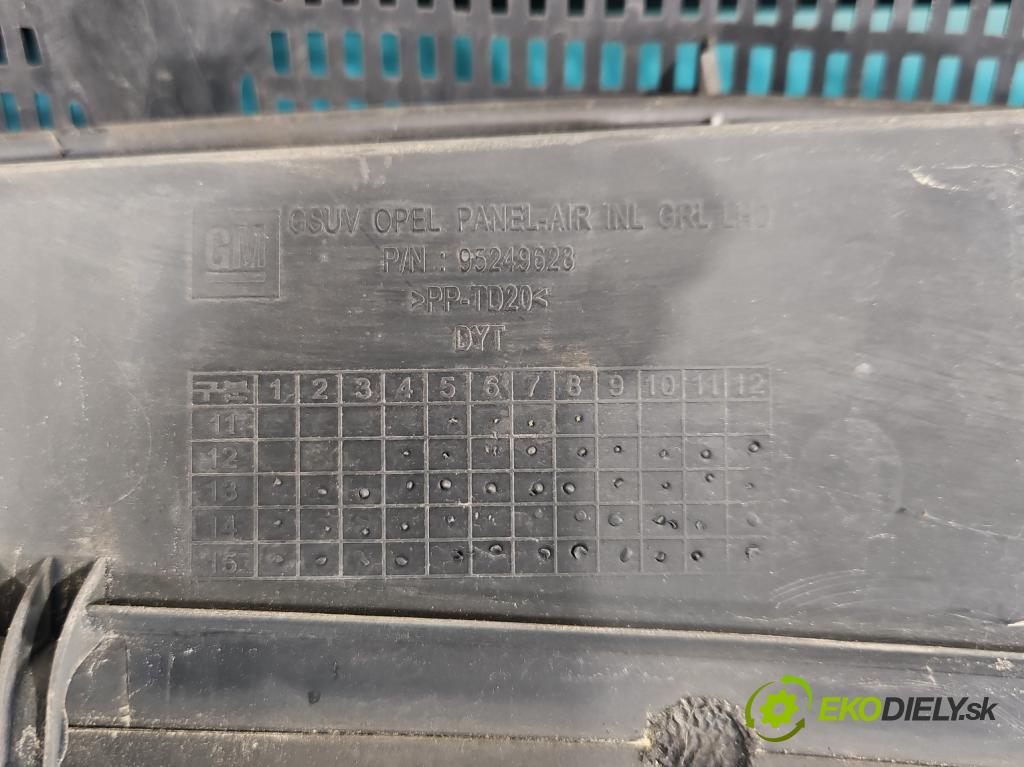 GM
GSUV OPEL PANEL-AIR INL GRL LHD
P/N : 95249628
>PP-TD20<
DYT
1 2 3 4 5 6 7 8 9 10 11 12
11
12
13
14
15
EKODIELY.sk